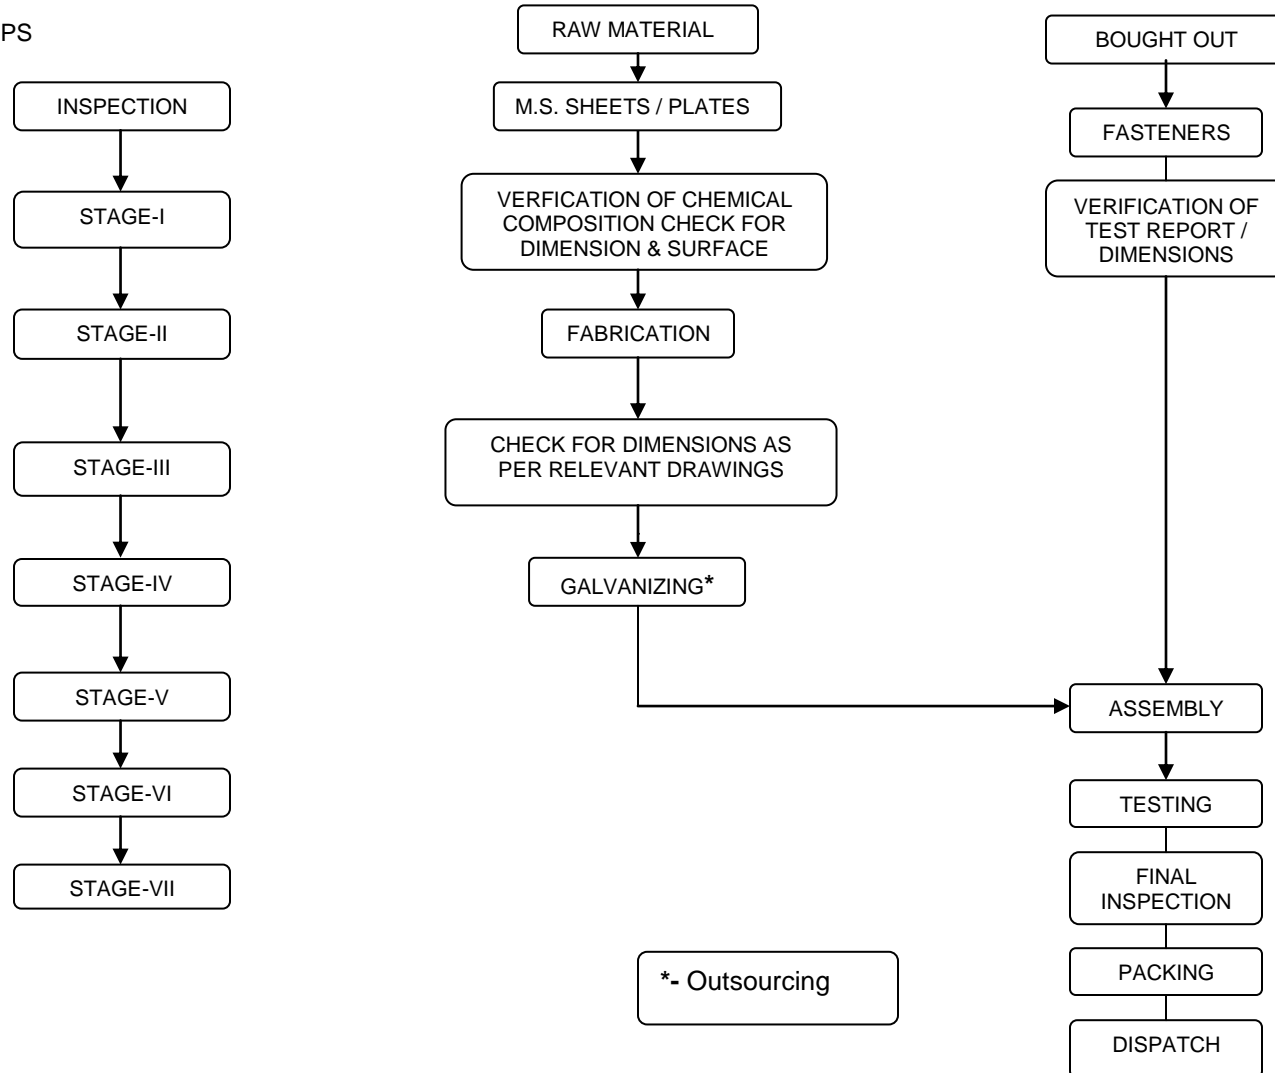 PS
INSPECTION
STAGE-I
STAGE-II
STAGE-III
STAGE-IV
STAGE-V
STAGE-VI
STAGE-VII
RAW MATERIAL
M.S. SHEETS / PLATES
VERFICATION OF CHEMICAL
COMPOSITION CHECK FOR
DIMENSION & SURFACE
FABRICATION
CHECK FOR DIMENSIONS AS
PER RELEVANT DRAWINGS
GALVANIZING*
*- Outsourcing
BOUGHT OUT
FASTENERS
VERIFICATION OF
TEST REPORT /
DIMENSIONS
ASSEMBLY
TESTING
FINAL
INSPECTION
PACKING
DISPATCH